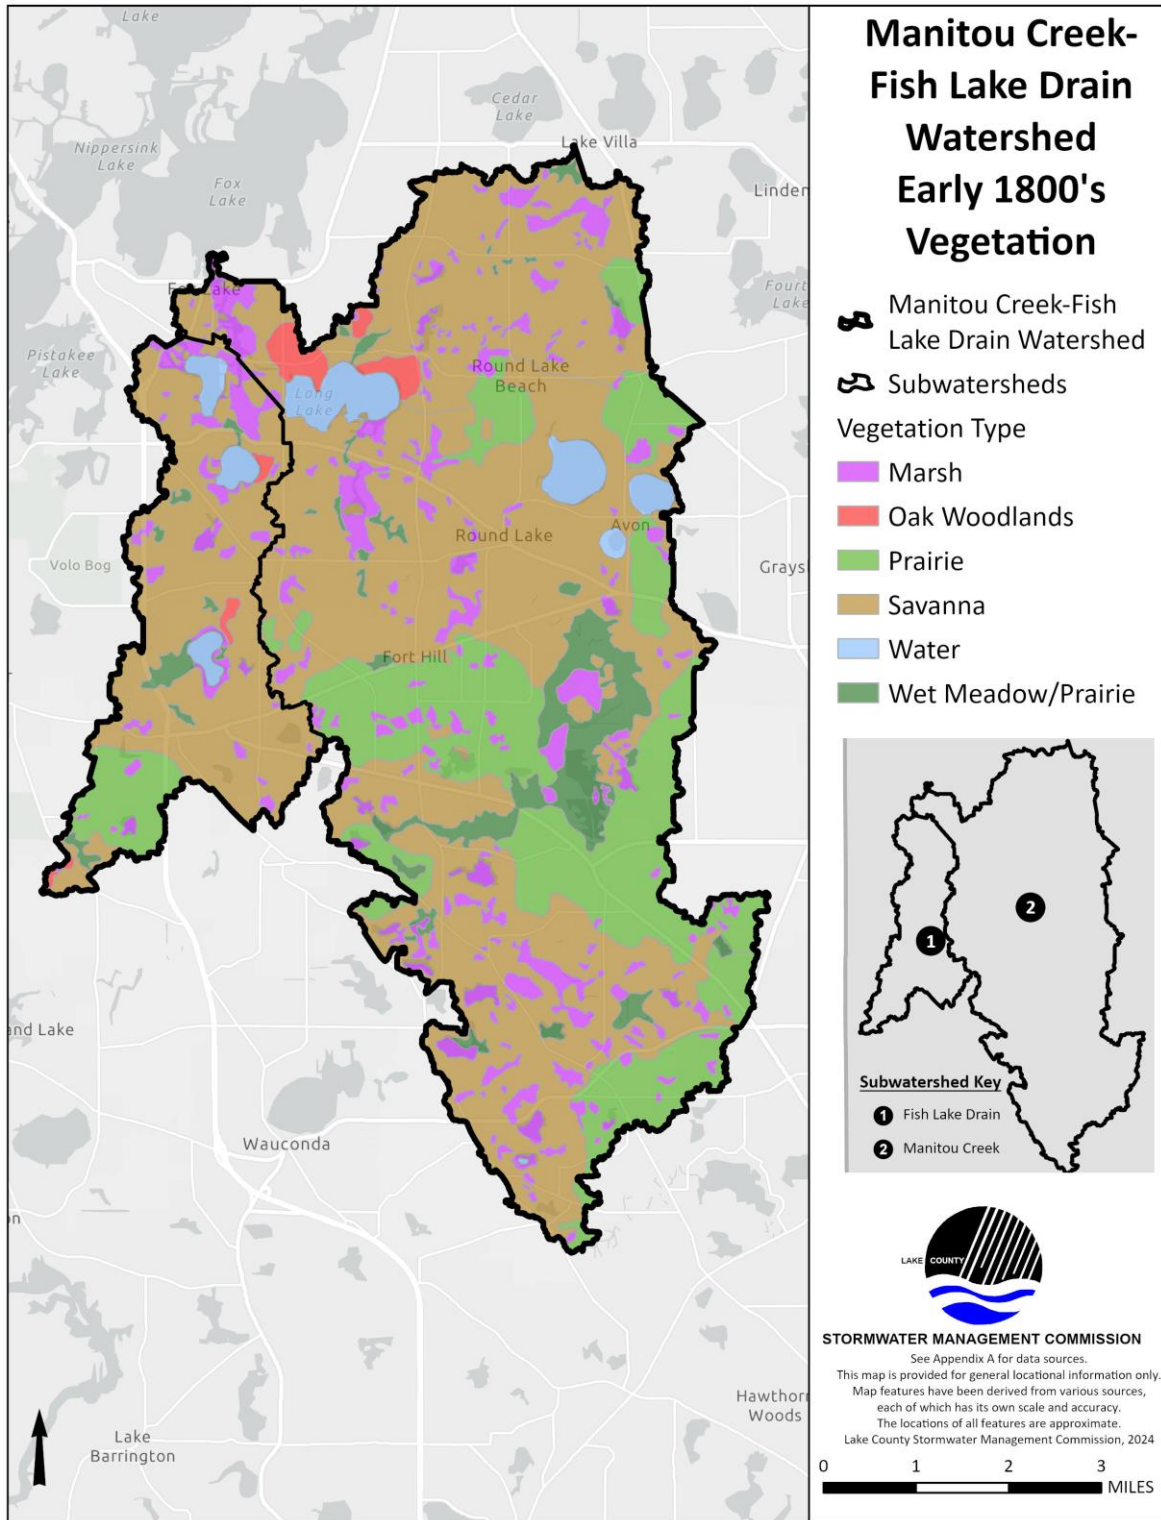 Manitou Creek-
Fish Lake Drain
Watershed
Early 1800's
Vegetation
Manitou Creek-Fish
Lake Drain Watershed
Subwatersheds
Vegetation Type
Marsh
Oak Woodlands
Prairie
Savanna
Water
Wet Meadow/Prairie
Lake
Cedar
Lake
Lake Villa
Nippersink
Lake
Fox
Lake
Linden
Fox Lake
Fourt
Lake
Pistakee
Lake
Round Lake
Beach
Long
Lake
Avon
Round Lake
Volo Bog
Grays
Fort Hill
and Lake
Wauconda
on
Hawthor
Woods
Lake
Barrington
1
2
Subwatershed Key
1 Fish Lake Drain
2 Manitou Creek
LAKE COUNTY
STORMWATER MANAGEMENT COMMISSION
See Appendix A for data sources.
This map is provided for general locational information only.
Map features have been derived from various sources,
each of which has its own scale and accuracy.
The locations of all features are approximate.
Lake County Stormwater Management Commission, 2024
0 1 2 3
MILES